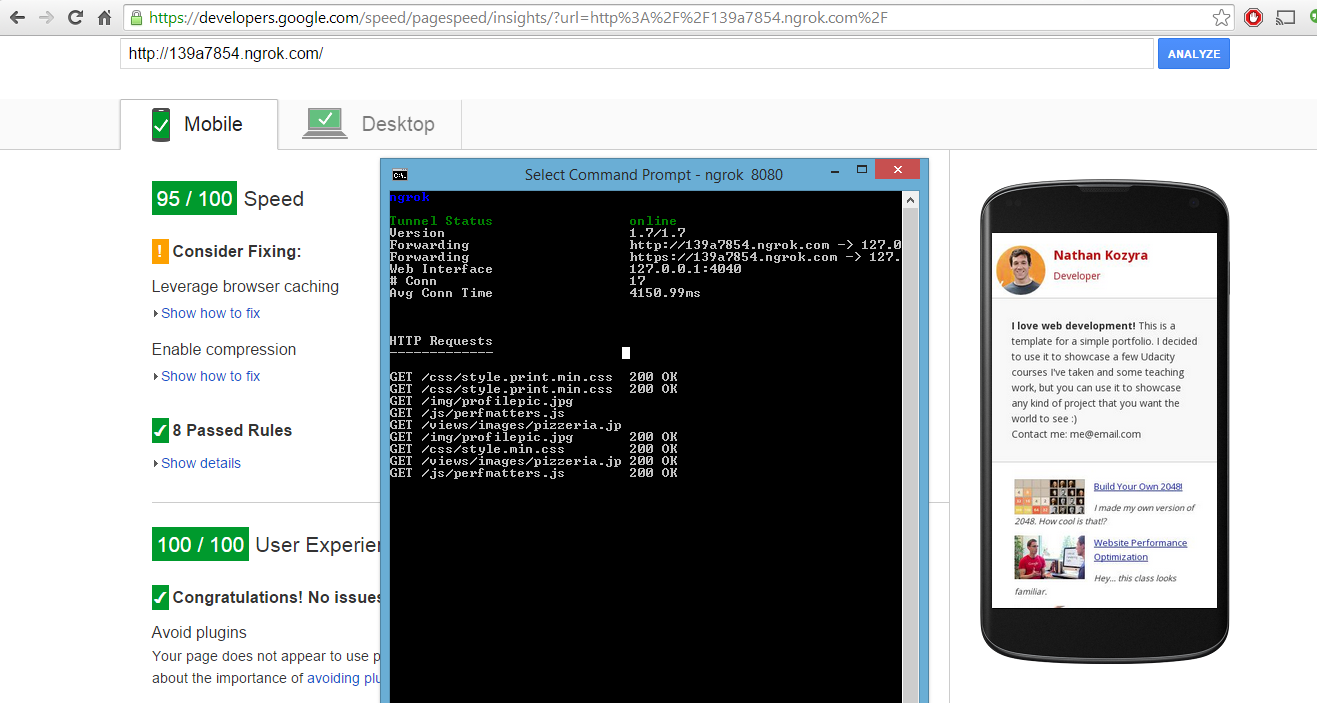 https://developers.google.com/speed/pagespeed/insights/?url=http%3A%2F%2F139a7854.ngrok.com%2F
http://139a7854.ngrok.com/
ANALYZE
Mobile
Desktop
95 / 100 Speed
! Consider Fixing:
Leverage browser caching
Show how to fix
Enable compression
Show how to fix
8 Passed Rules
Show details
100 / 100 User Experien
Congratulations! No issues
Avoid plugins
Your page does not appear to use p
about the importance of avoiding plu
Select Command Prompt - ngrok 8080
ngrok
Tunnel Status online
Version 1.7/1.7
Forwarding http://139a7854.ngrok.com -> 127.0
Forwarding https://139a7854.ngrok.com -> 127.
Web Interface 127.0.0.1:4040
# Conn 17
Avg Conn Time 4150.99ms
HTTP Requests
-------------
GET /css/style.print.min.css 200 OK
GET /css/style.print.min.css 200 OK
GET /img/profilepic.jpg
GET /js/perfmatters.js
GET /views/images/pizzeria.jp
GET /img/profilepic.jpg 200 OK
GET /css/style.min.css 200 OK
GET /views/images/pizzeria.jp 200 OK
GET /js/perfmatters.js 200 OK
Nathan Kozyra
Developer
I love web development! This is a
template for a simple portfolio. I decided
to use it to showcase a few Udacity
courses I've taken and some teaching
work, but you can use it to showcase
any kind of project that you want the
world to see :)
Contact me: me@email.com
Build Your Own 2048!
I made my own version of
2048. How cool is that!?
Website Performance
Optimization
Hey... this class looks
familiar.